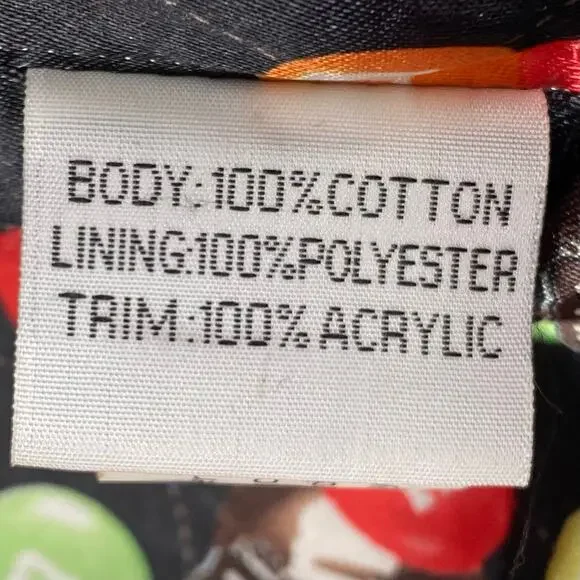 BODY:100%COTTON
LINING:100%POLYESTER
TRIM:100%ACRYLIC